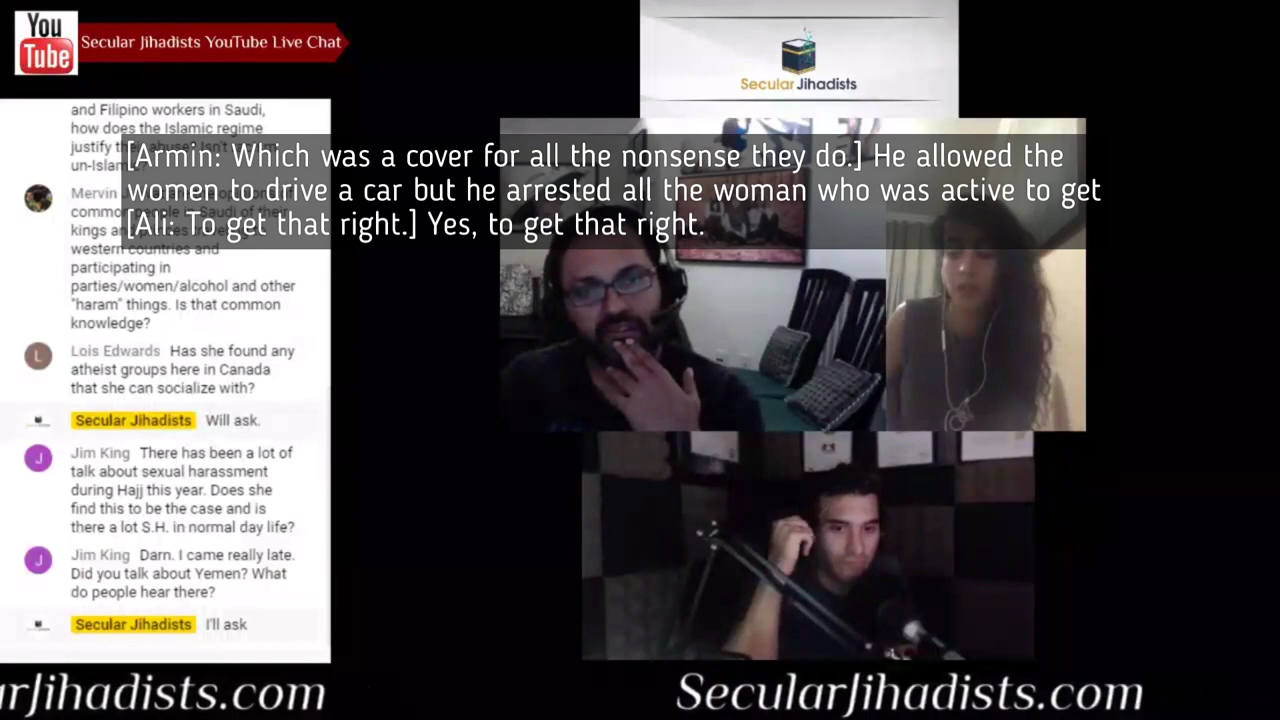 You
Tube
Secular Jihadists YouTube Live Chat
Secular Jihadists
and Filipino workers in Saudi,
how does the Islamic regime
justify
un-Islam
[Armin: Which was a cover for all the nonsense they do.] He allowed the
women to drive a car but he arrested all the woman who was active to get
[Ali: To get that right.] Yes, to get that right.
Mervin
common
kings
western countries and
participating in
parties/women/alcohol and other
"haram" things. Is that common
knowledge?
L
Lois Edwards Has she found any
atheist groups here in Canada
that she can socialize with?
Secular Jihadists Will ask.
J
Jim King There has been a lot of
talk about sexual harassment
during Hajj this year. Does she
find this to be the case and is
there a lot S.H. in normal day life?
J
Jim King Darn. I came really late.
Did you talk about Yemen? What
do people hear there?
Secular Jihadists I'll ask
arJihadists.com
SecularJihadists.com